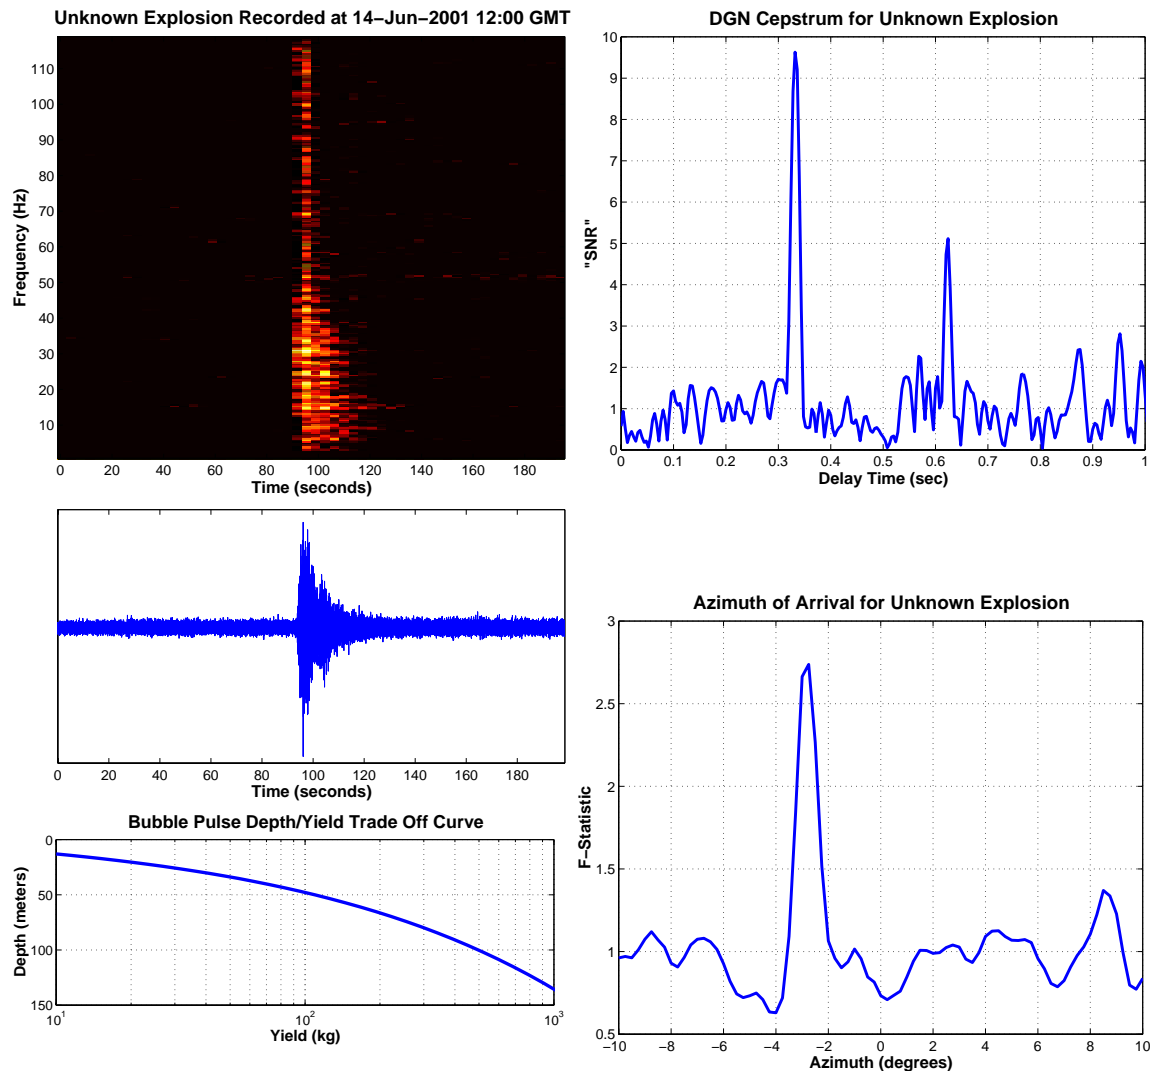 Unknown Explosion Recorded at 14−Jun−2001 12:00 GMT
Frequency (Hz)
110
100
90
80
70
60
50
40
30
20
10
0 20 40 60 80 100 120 140 160 180
Time (seconds)
DGN Cepstrum for Unknown Explosion
"SNR"
10
9
8
7
6
5
4
3
2
1
0
0 0.1 0.2 0.3 0.4 0.5 0.6 0.7 0.8 0.9 1
Delay Time (sec)
0 20 40 60 80 100 120 140 160 180
Time (seconds)
Bubble Pulse Depth/Yield Trade Off Curve
Depth (meters)
0
50
100
150
10¹ 10² 10³
Yield (kg)
Azimuth of Arrival for Unknown Explosion
F−Statistic
3
2.5
2
1.5
1
0.5
−10 −8 −6 −4 −2 0 2 4 6 8 10
Azimuth (degrees)